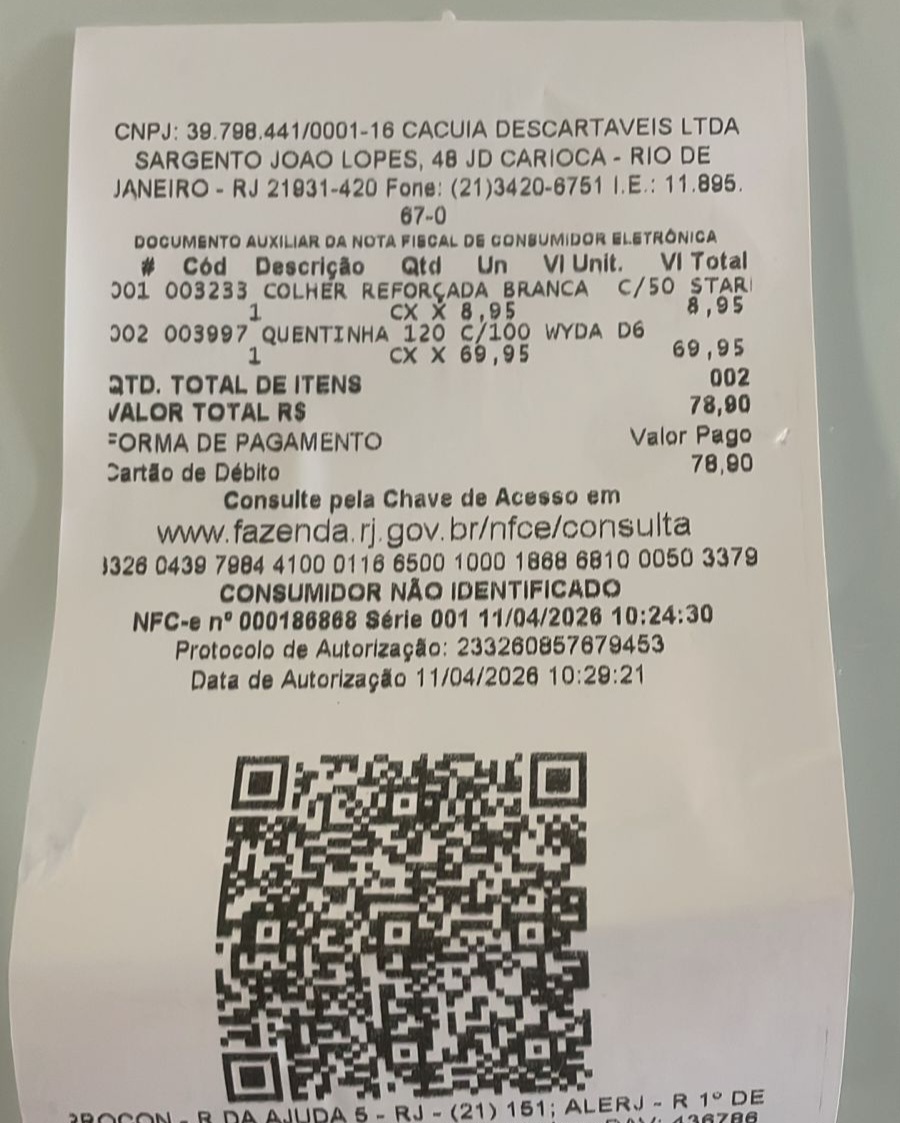 CNPJ: 39.798.441/0001-16 CACUIA DESCARTAVEIS LTDA
SARGENTO JOAO LOPES, 48 JD CARIOCA - RIO DE
JANEIRO - RJ 21931-420 Fone: (21)3420-6751 I.E.: 11.895.
67-0
DOCUMENTO AUXILIAR DA NOTA FISCAL DE CONSUMIDOR ELETRÔNICA
# Cód Descrição Qtd Un Vl Unit. Vl Total
001 003233 COLHER REFORÇADA BRANCA C/50 STAR
1 CX X 8,95 8,95
002 003997 QUENTINHA 120 C/100 WYDA D6
1 CX X 69,95 69,95
QTD. TOTAL DE ITENS 002
VALOR TOTAL R$ 78,90
FORMA DE PAGAMENTO Valor Pago
Cartão de Débito 78,90
Consulte pela Chave de Acesso em
www.fazenda.rj.gov.br/nfce/consulta
3326 0439 7984 4100 0116 6500 1000 1868 6810 0050 3379
CONSUMIDOR NÃO IDENTIFICADO
NFC-e nº 000186868 Série 001 11/04/2026 10:24:30
Protocolo de Autorização: 233260857679453
Data de Autorização 11/04/2026 10:29:21
PROCON - R DA AJUDA 5 - RJ - (21) 151; ALERJ - R 1º DE
436786